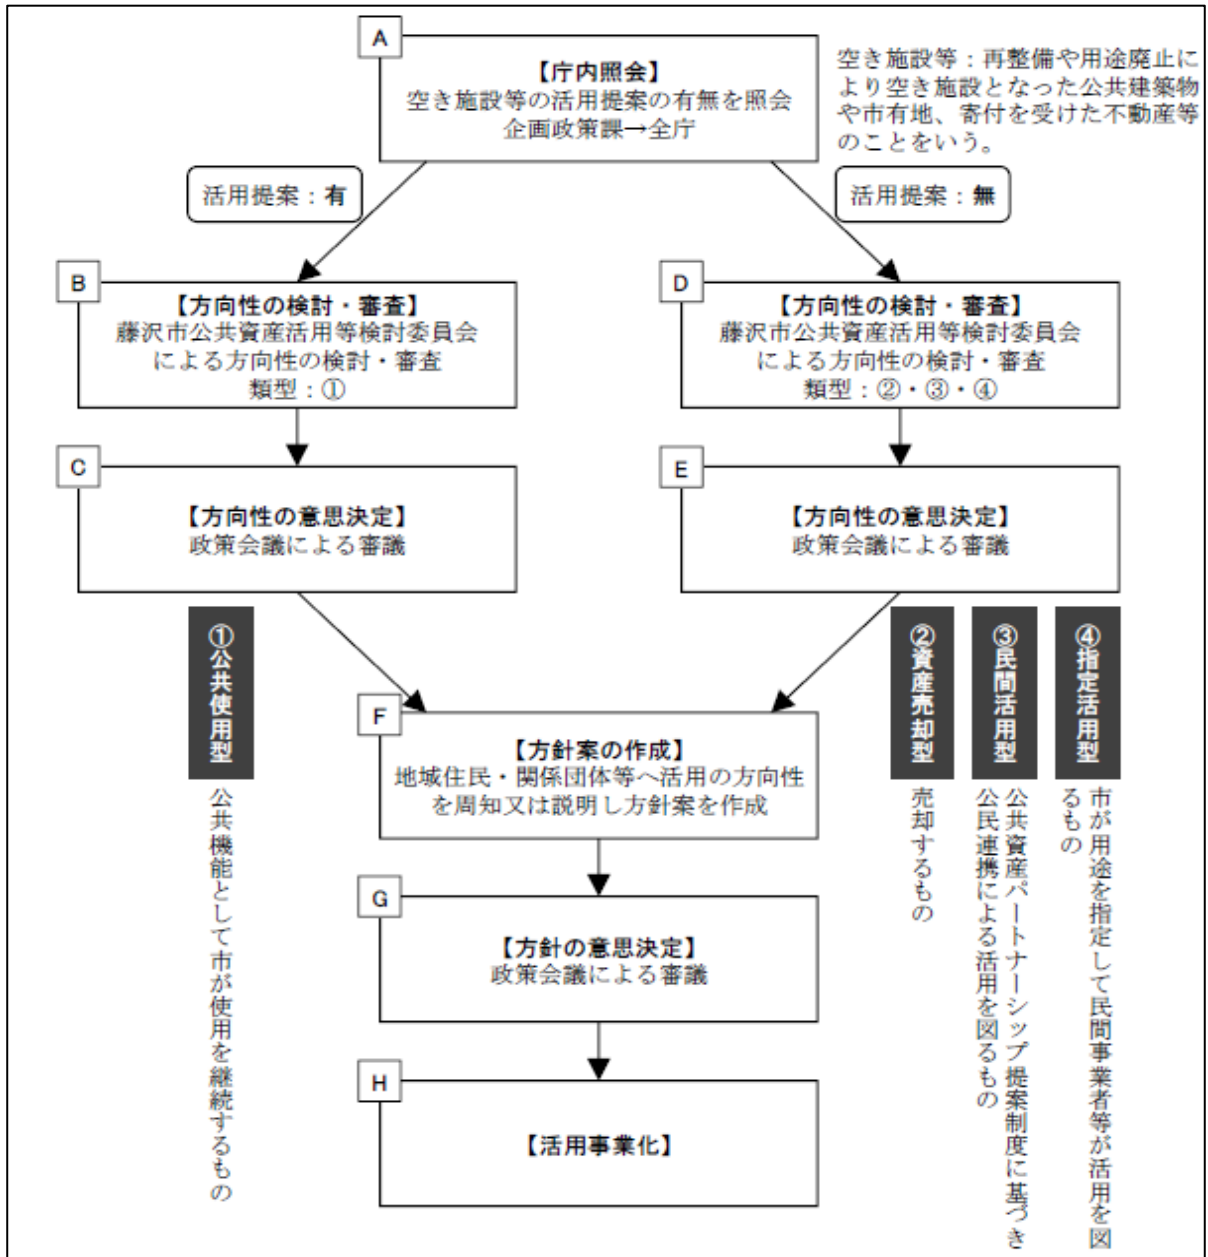 A
【庁内照会】
空き施設等の活用提案の有無を照会
企画政策課→全庁
空き施設等：再整備や用途廃止に
より空き施設となった公共建築物
や市有地、寄付を受けた不動産等
のことをいう。
活用提案：有
活用提案：無
B
【方向性の検討・審査】
藤沢市公共資産活用等検討委員会
による方向性の検討・審査
類型：①
D
【方向性の検討・審査】
藤沢市公共資産活用等検討委員会
による方向性の検討・審査
類型：②・③・④
C
【方向性の意思決定】
政策会議による審議
E
【方向性の意思決定】
政策会議による審議
①公共使用型
公共機能として市が使用を継続するもの
②資産売却型
売却するもの
③民間活用型
公共資産パートナーシップ提案制度に基づき
公民連携による活用を図るもの
④指定活用型
市が用途を指定して民間事業者等が活用を図
るもの
F
【方針案の作成】
地域住民・関係団体等へ活用の方向性
を周知又は説明し方針案を作成
G
【方針の意思決定】
政策会議による審議
H
【活用事業化】